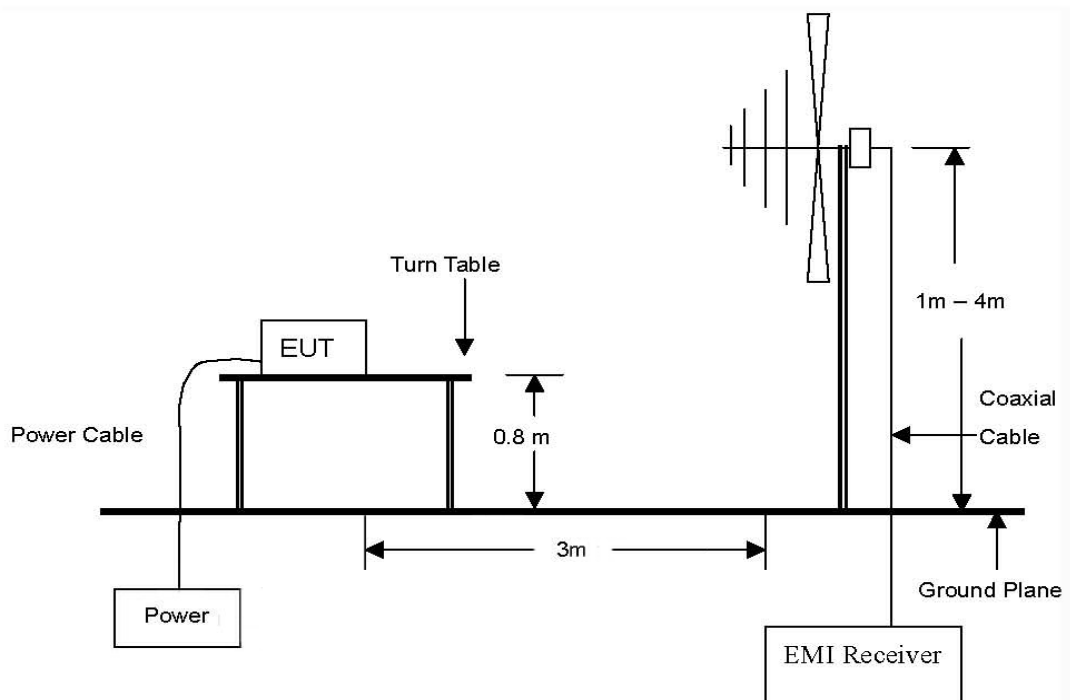 Turn Table
EUT
1m – 4m
Power Cable
0.8 m
Coaxial
Cable
3m
Ground Plane
Power
EMI Receiver